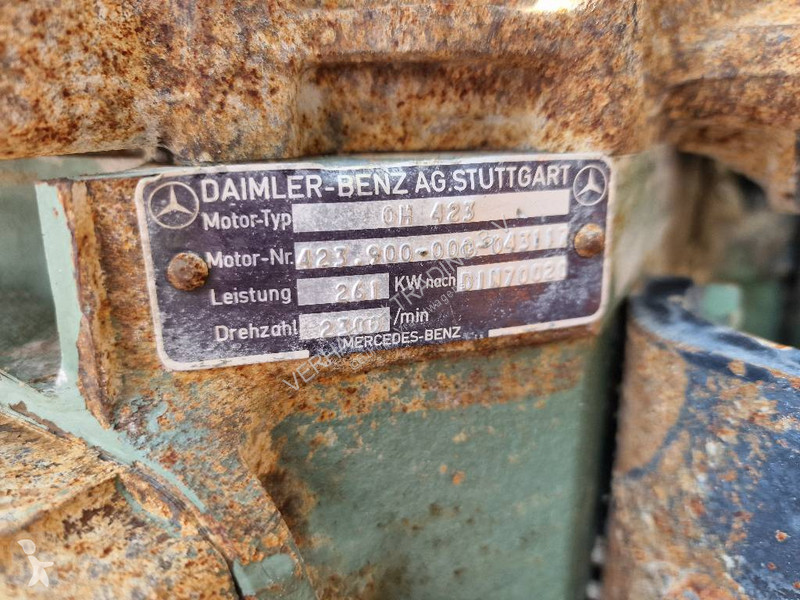 DAIMLER-BENZ AG.STUTTGART
Motor-Typ OH 423
Motor-Nr. 423.900-00
Leistung 261 KW nach DIN70020
Drehzahl 2300 /min
MERCEDES-BENZ